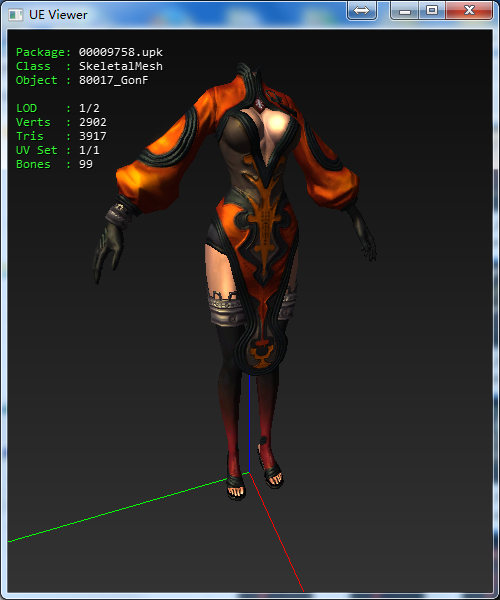 UE Viewer
Package: 00009758.upk
Class : SkeletalMesh
Object : 80017_GonF
LOD : 1/2
Verts : 2902
Tris : 3917
UV Set : 1/1
Bones : 99